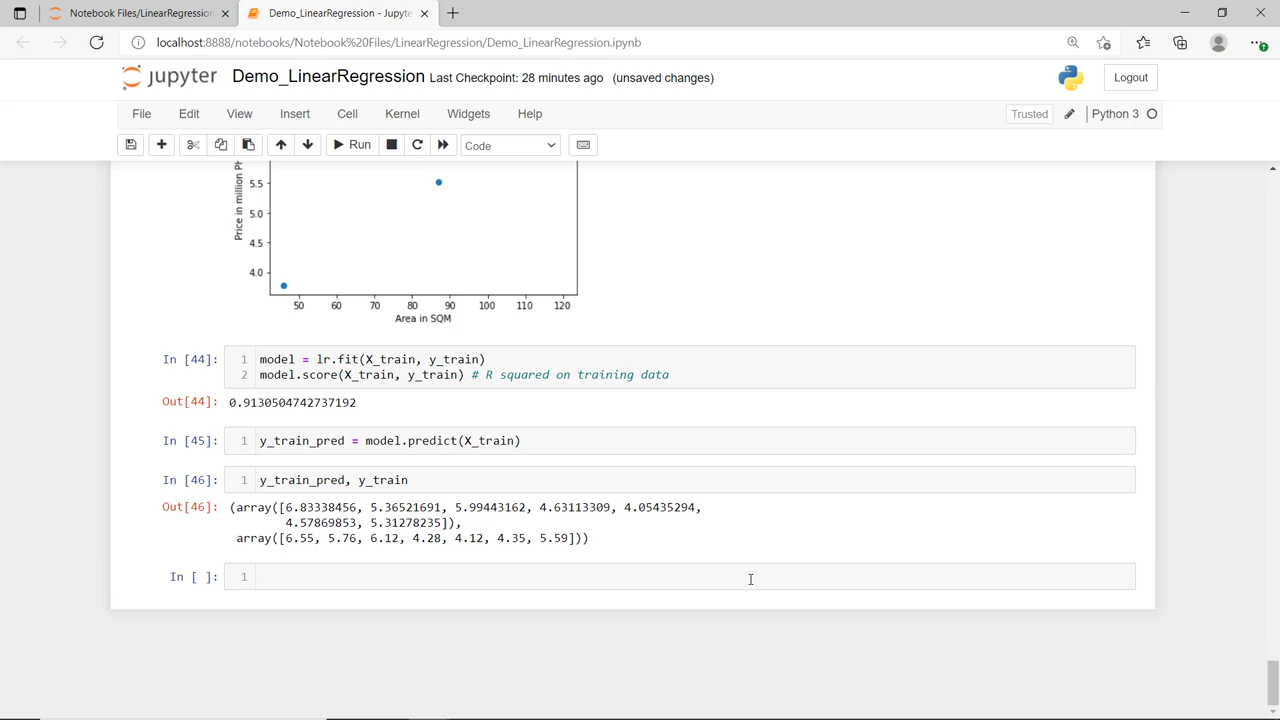 Notebook Files/LinearRegression
Demo_LinearRegression - Jupyte
localhost:8888/notebooks/Notebook%20Files/LinearRegression/Demo_LinearRegression.ipynb
jupyter Demo_LinearRegression Last Checkpoint: 28 minutes ago (unsaved changes)
Logout
File Edit View Insert Cell Kernel Widgets Help
Trusted Python 3
Run
Code
Price in million Ph
5.5
5.0
4.5
4.0
50 60 70 80 90 100 110 120
Area in SQM
In [44]: 1 model = lr.fit(X_train, y_train)
2 model.score(X_train, y_train) # R squared on training data
Out[44]: 0.9130504742737192
In [45]: 1 y_train_pred = model.predict(X_train)
In [46]: 1 y_train_pred, y_train
Out[46]: (array([6.83338456, 5.36521691, 5.99443162, 4.63113309, 4.05435294,
4.57869853, 5.31278235]),
array([6.55, 5.76, 6.12, 4.28, 4.12, 4.35, 5.59]))
In [ ]: 1